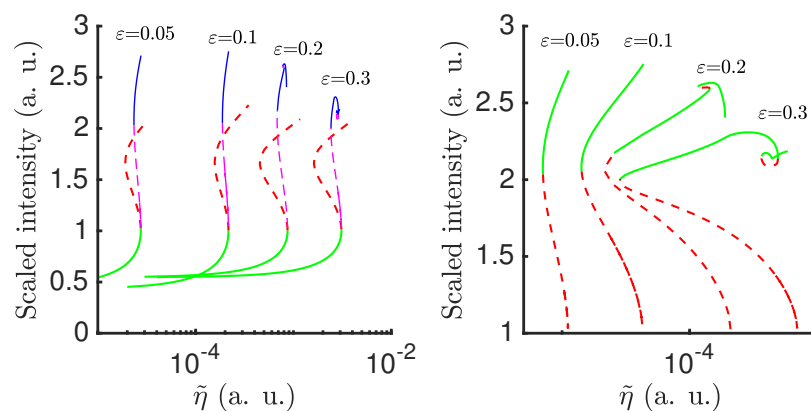 3
2.5
2
1.5
1
0.5
0
Scaled intensity (a. u.)
ε=0.05
ε=0.1
ε=0.2
ε=0.3
10⁻⁴
10⁻²
η̃ (a. u.)
3
2.5
2
1.5
1
Scaled intensity (a. u.)
ε=0.05
ε=0.1
ε=0.2
ε=0.3
10⁻⁴
η̃ (a. u.)